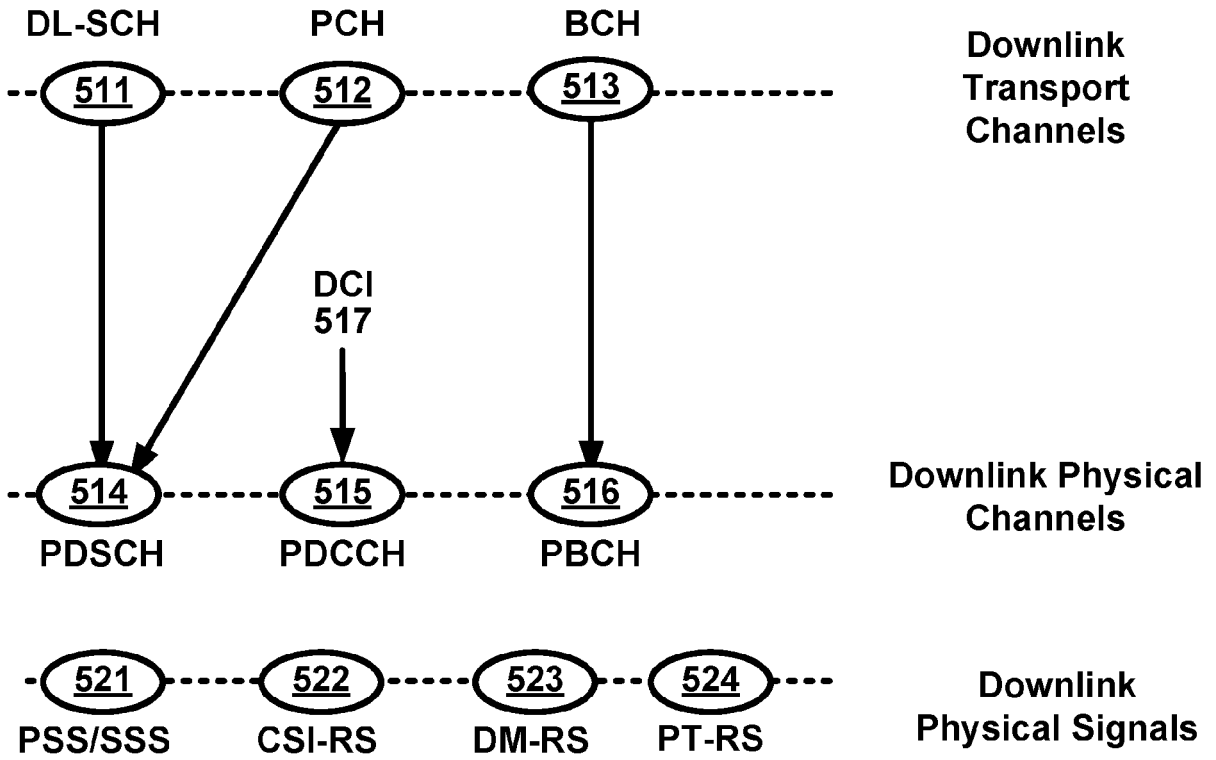 DL-SCH PCH BCH
511 512 513
Downlink
Transport
Channels
DCI
517
514 515 516
PDSCH PDCCH PBCH
Downlink Physical
Channels
521 522 523 524
PSS/SSS CSI-RS DM-RS PT-RS
Downlink
Physical Signals